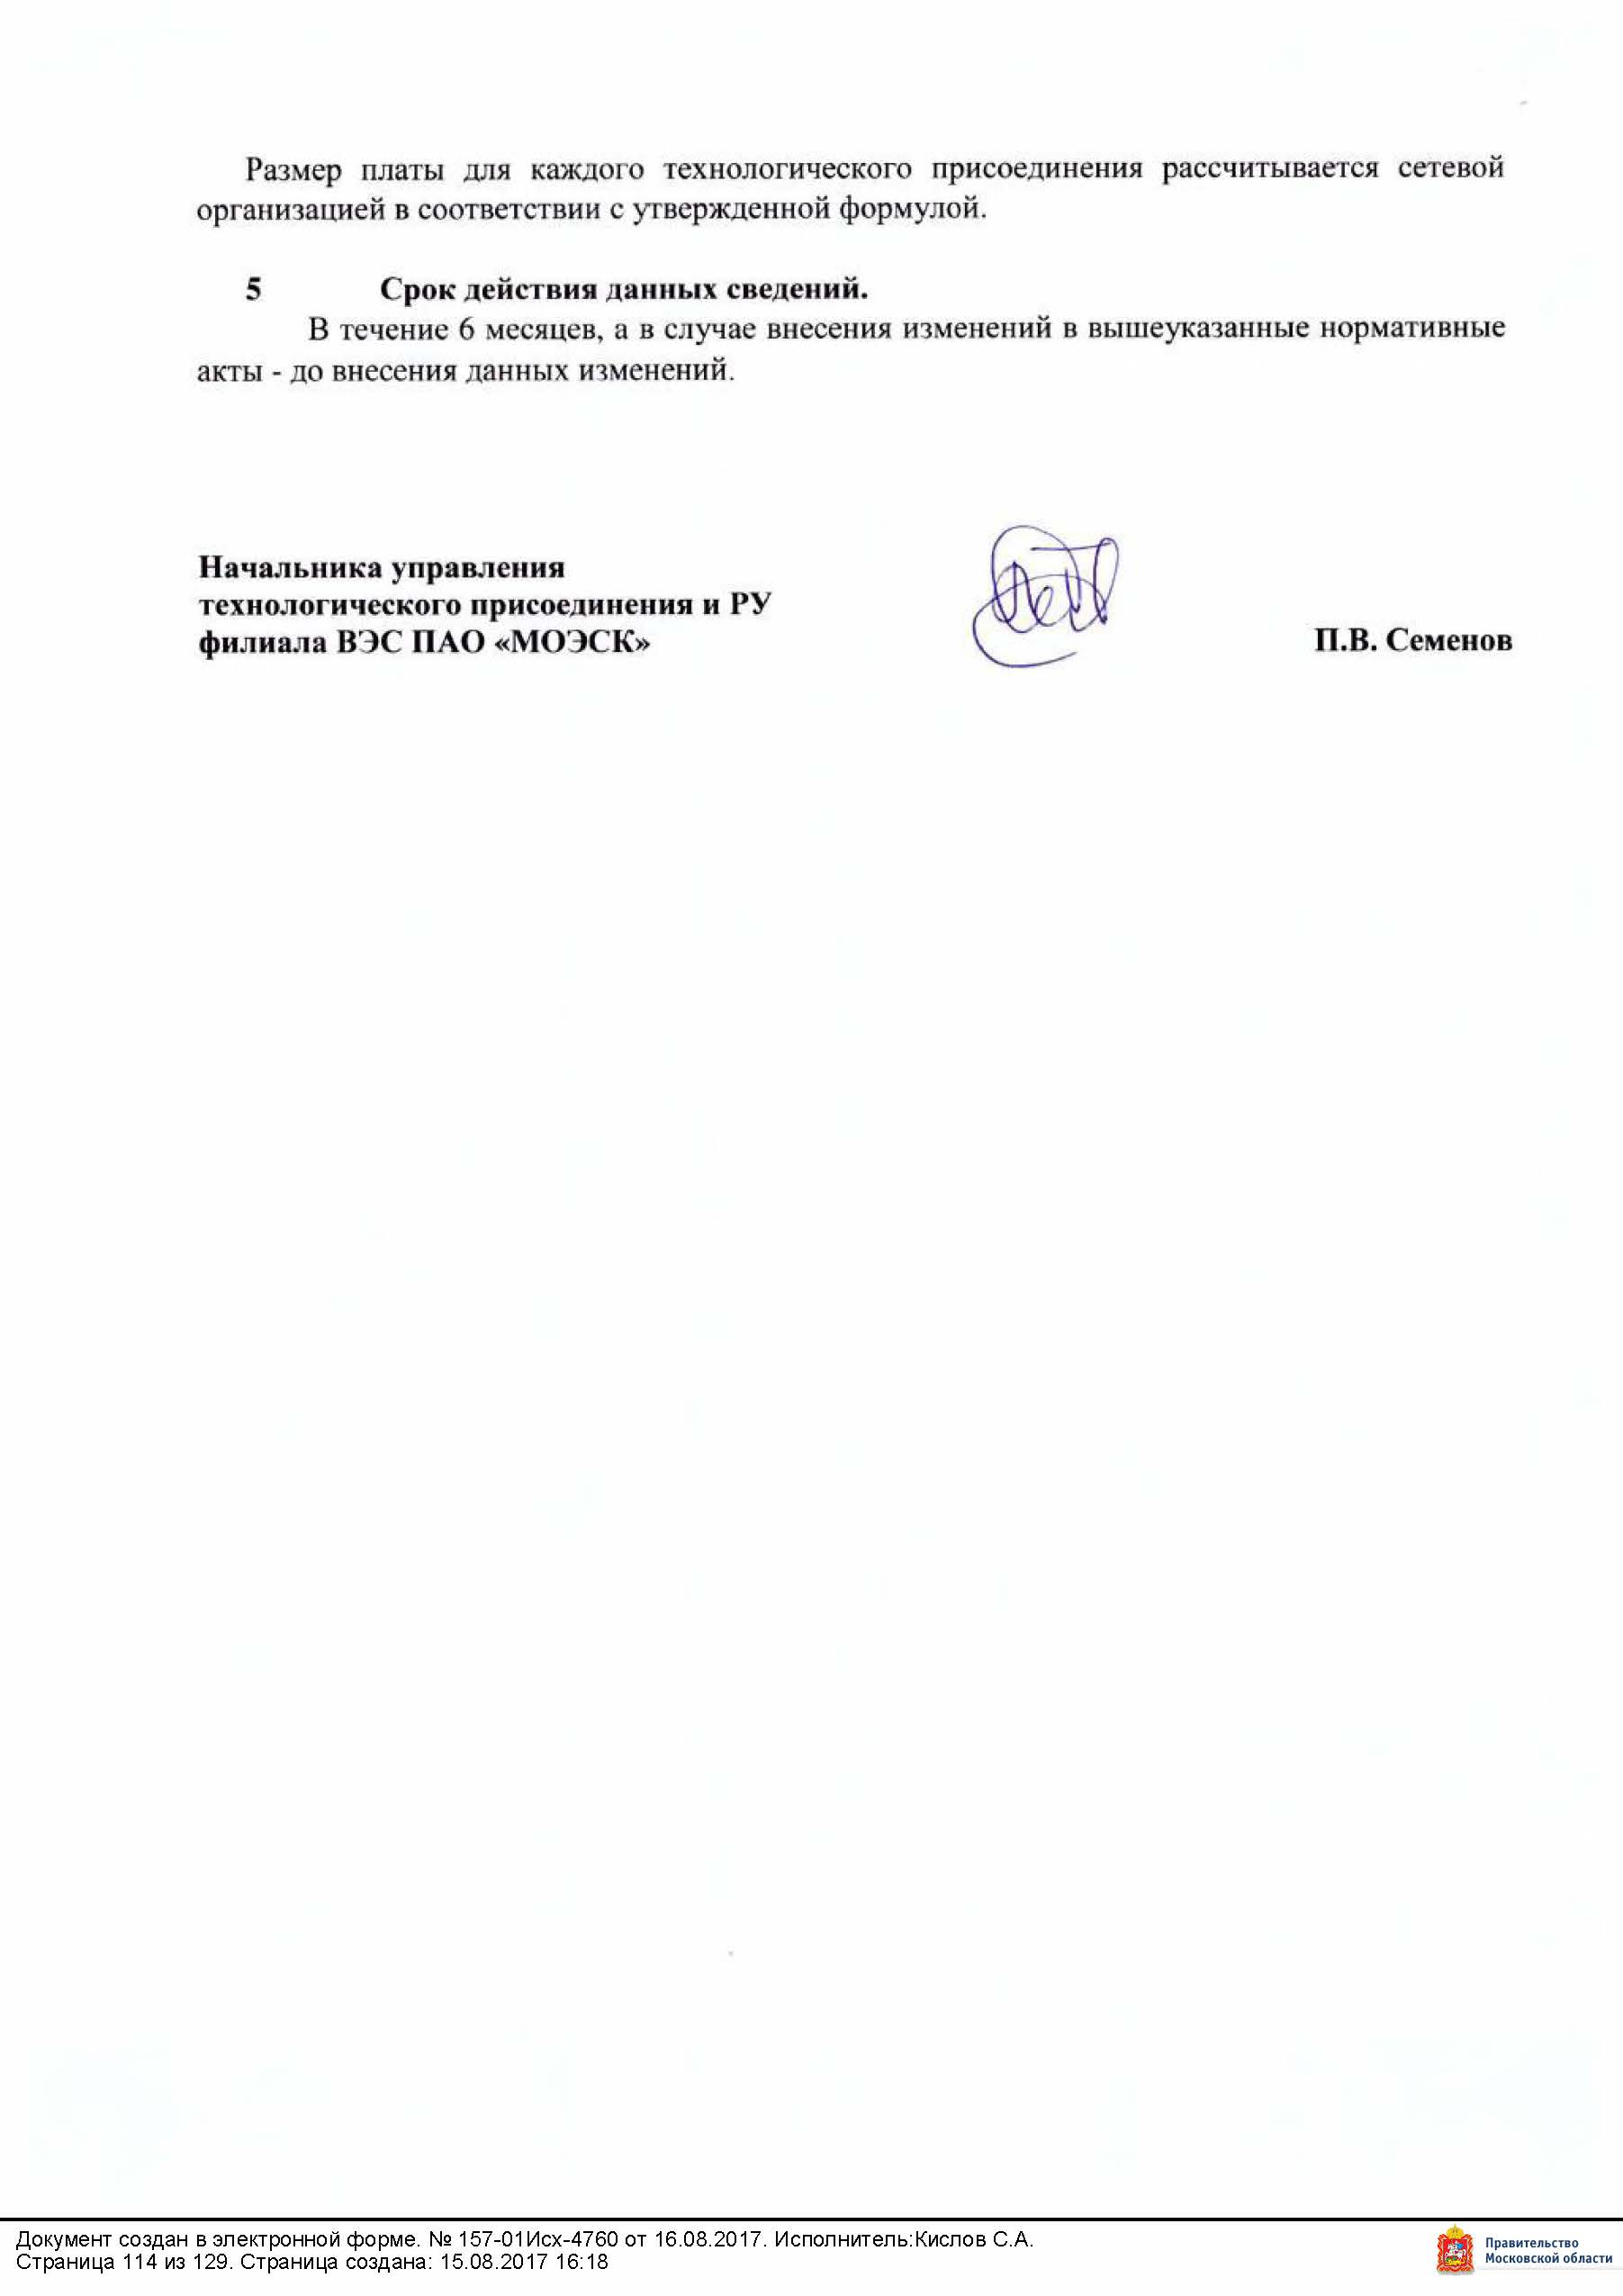 Размер платы для каждого технологического присоединения рассчитывается сетевой
организацией в соответствии с утвержденной формулой.
5 Срок действия данных сведений.
В течение 6 месяцев, а в случае внесения изменений в вышеуказанные нормативные
акты - до внесения данных изменений.
Начальника управления
технологического присоединения и РУ
филиала ВЭС ПАО «МОЭСК»
П.В. Семенов
Документ создан в электронной форме. № 157-01Исх-4760 от 16.08.2017. Исполнитель:Кислов С.А.
Страница 114 из 129. Страница создана: 15.08.2017 16:18
Правительство
Московской области